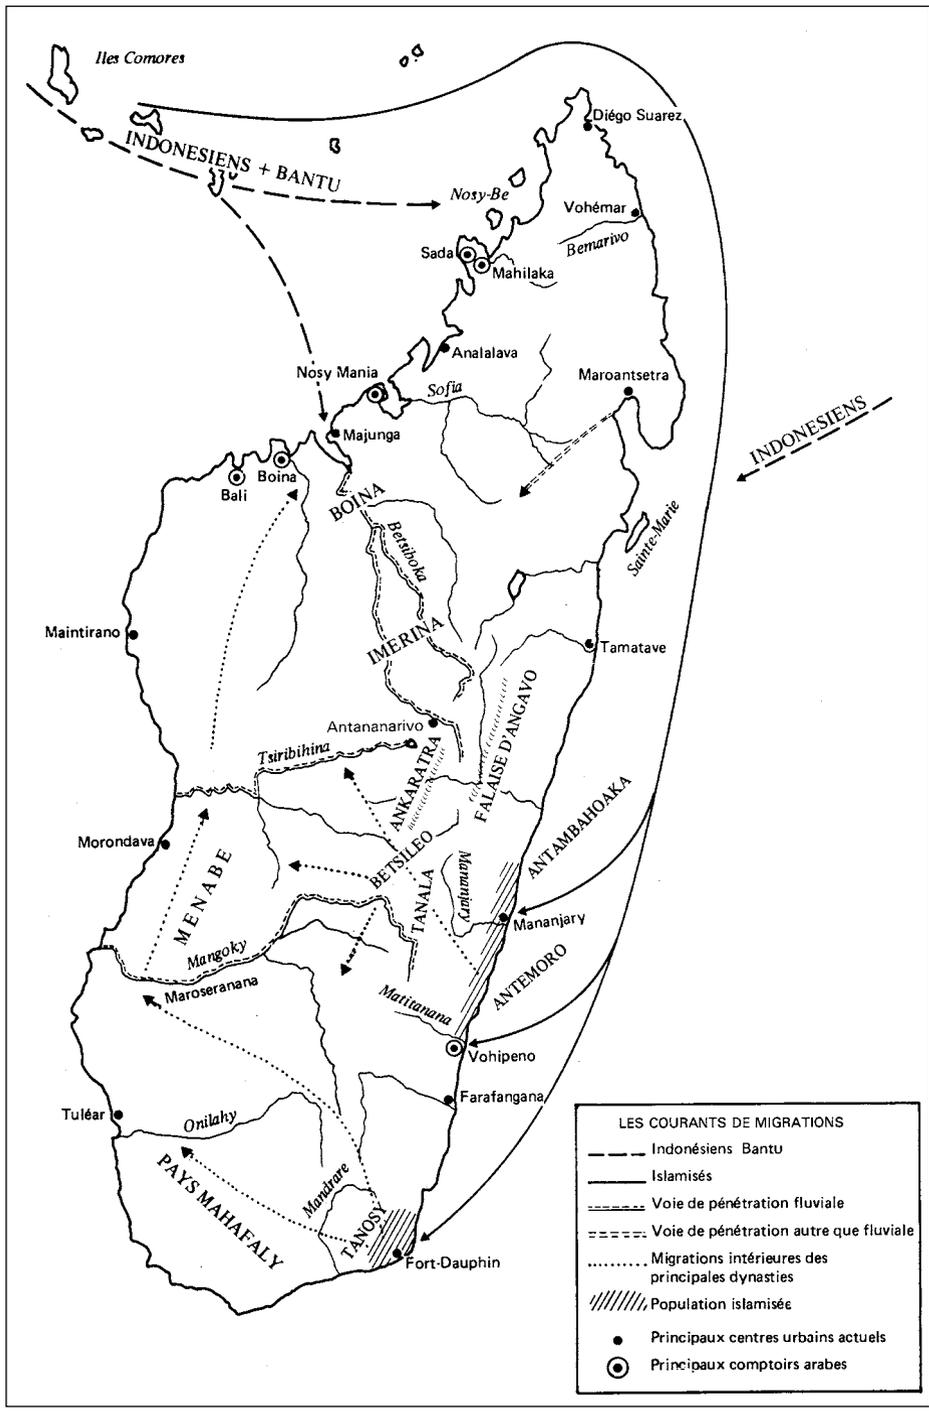 Iles Comores
Diégo Suarez
INDONESIENS + BANTU
Nosy-Be
Vohémar
Bemarivo
Sada
Mahilaka
Analalava
Nosy Mania
Sofia
Maroantsetra
INDONESIENS
Majunga
Boina
Bali
BOINA
Betsiboka
Sainte-Marie
IMERINA
Maintirano
Tamatave
Antananarivo
Tsiribihina
ANKARATRA
FALAISE D'ANGAVO
ANTAMBAHOAKA
Morondava
MENABE
BETSILEO
Mananjary
TANALA
Mananjary
Mangoky
Maroseranana
ANTEMORO
Matitanana
Vohipeno
Farafangana
Tuléar
Onilahy
PAYS MAHAFALY
Mandrare
TANOSY
Fort-Dauphin
LES COURANTS DE MIGRATIONS
Indonésiens Bantu
Islamisés
Voie de pénétration fluviale
Voie de pénétration autre que fluviale
Migrations intérieures des
principales dynasties
Population islamisée
Principaux centres urbains actuels
Principaux comptoirs arabes